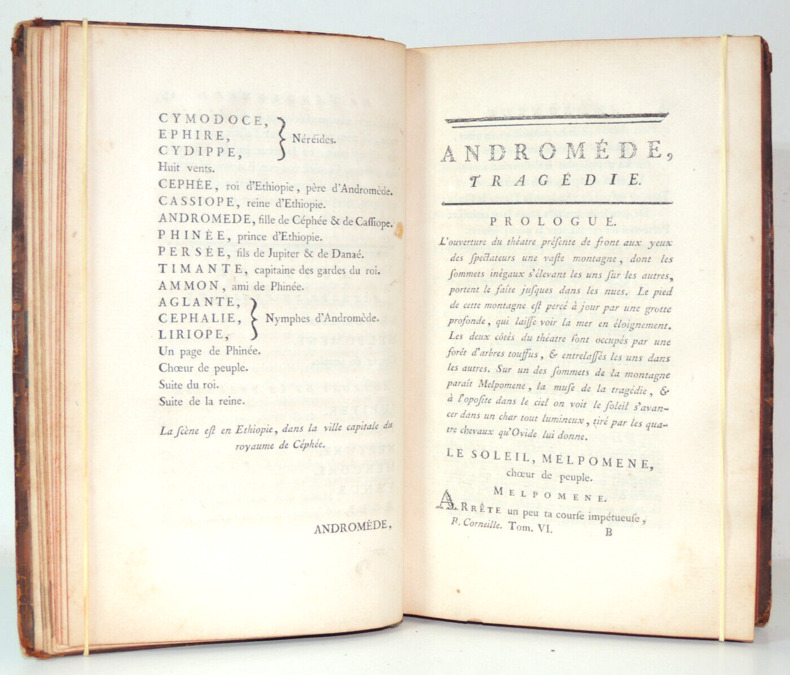 CYMODOCE,
EPHIRE,
CYDIPPE,
Néréides.
Huit vents.
CEPHÉE, roi d'Ethiopie, père d'Androméde.
CASSIOPE, reine d'Ethiopie.
ANDROMEDE, fille de Céphée & de Caſſiope.
PHINÉE, prince d'Ethiopie.
PERSÉE, fils de Jupiter & de Danaé.
TIMANTE, capitaine des gardes du roi.
AMMON, ami de Phinée.
AGLANTE,
CEPHALIE,
LIRIOPE,
Nymphes d'Androméde.
Un page de Phinée.
Chœur de peuple.
Suite du roi.
Suite de la reine.
La ſcène eſt en Ethiopie, dans la ville capitale du
royaume de Céphée.
ANDROMÈDE,
ANDROMÉDE,
TRAGÉDIE.
PROLOGUE.
L'ouverture du théatre préſente de front aux yeux
des ſpectateurs une vaſte montagne, dont les
ſommets inégaux s'élevant les uns ſur les autres,
portent le faîte juſques dans les nues. Le pied
de cette montagne eſt percé à jour par une grotte
profonde, qui laiſſe voir la mer en éloignement.
Les deux côtés du théatre ſont occupés par une
forêt d'arbres touffus, & entrelaſſés les uns dans
les autres. Sur un des ſommets de la montagne
paraît Melpomene, la muſe de la tragédie, &
à l'opoſite dans le ciel on voit le ſoleil s'avan-
cer dans un char tout lumineux, tiré par les qua-
tre chevaux qu'Ovide lui donne.
LE SOLEIL, MELPOMENE,
chœur de peuple.
MELPOMENE.
ARRÊTE un peu ta courſe impétueuſe,
P. Corneille. Tom. VI. B